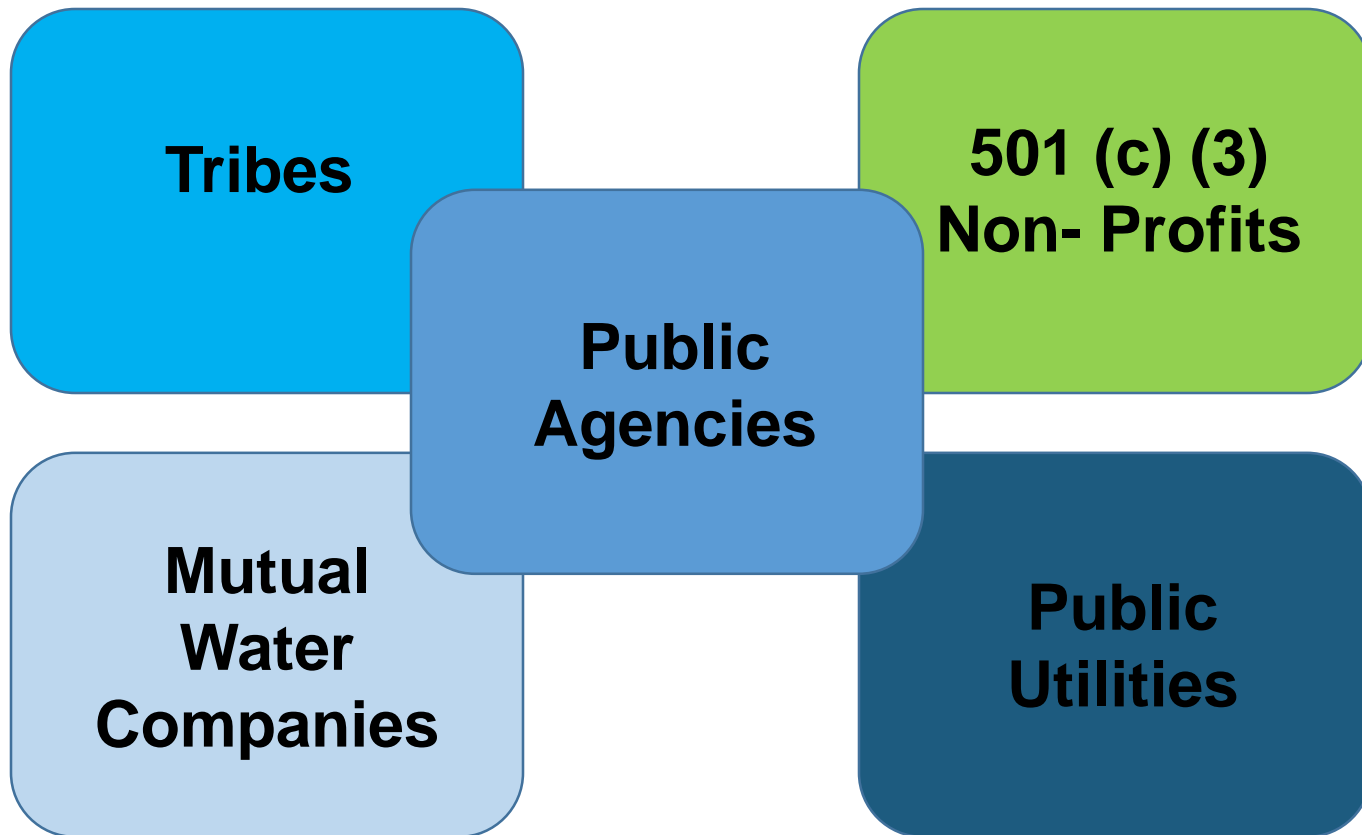 Tribes
501 (c) (3)
Non- Profits
Public
Agencies
Mutual
Water
Companies
Public
Utilities